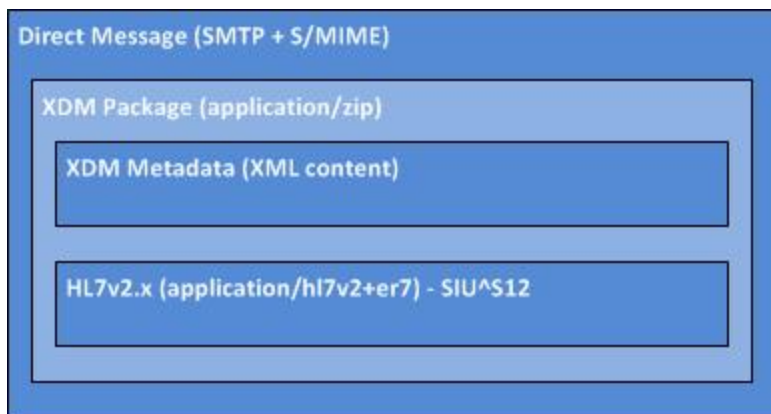 Direct Message (SMTP + S/MIME)
XDM Package (application/zip)
XDM Metadata (XML content)
HL7v2.x (application/hl7v2+er7) - SIU^S12